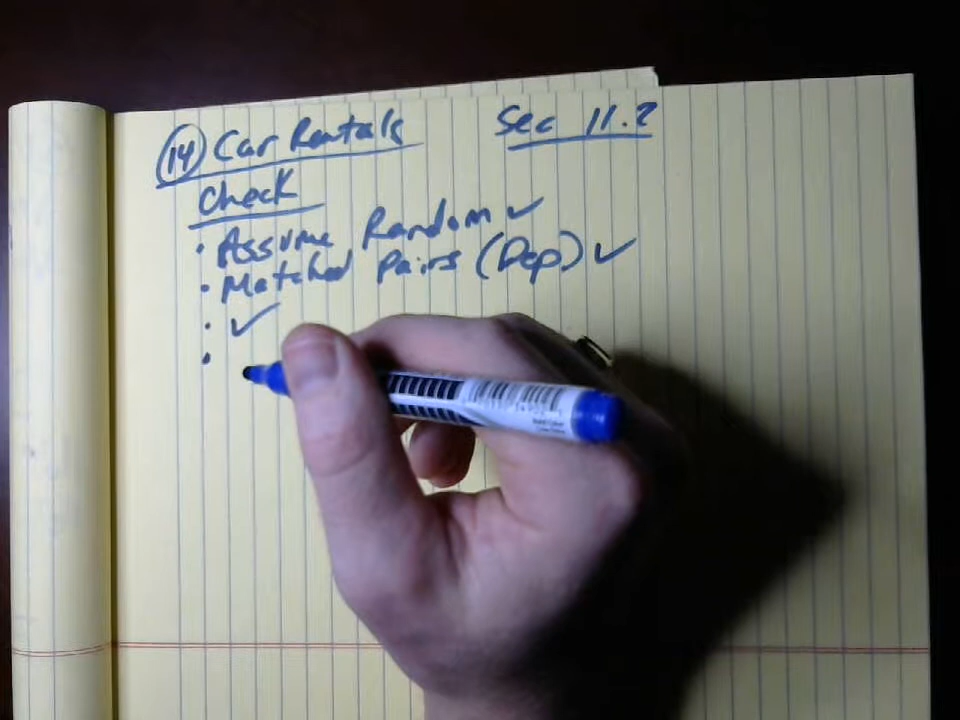 14 Car Rentals
Sec 11.2
Check
• Assume Random ✓
• Matched Pairs (Dep) ✓
• ✓
•